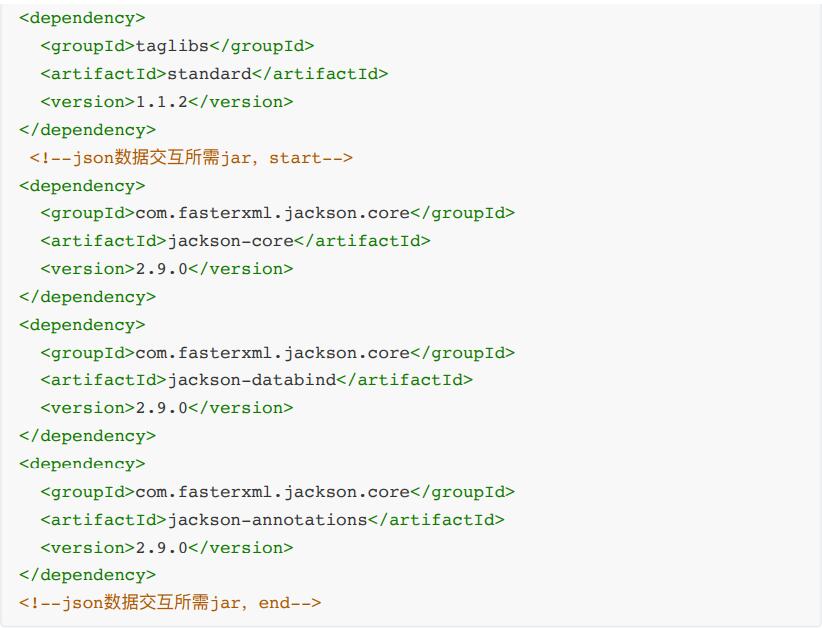 <dependency>
<groupId>taglibs</groupId>
<artifactId>standard</artifactId>
<version>1.1.2</version>
</dependency>
<!--json数据交互所需jar，start-->
<dependency>
<groupId>com.fasterxml.jackson.core</groupId>
<artifactId>jackson-core</artifactId>
<version>2.9.0</version>
</dependency>
<dependency>
<groupId>com.fasterxml.jackson.core</groupId>
<artifactId>jackson-databind</artifactId>
<version>2.9.0</version>
</dependency>
<dependency>
<groupId>com.fasterxml.jackson.core</groupId>
<artifactId>jackson-annotations</artifactId>
<version>2.9.0</version>
</dependency>
<!--json数据交互所需jar，end-->